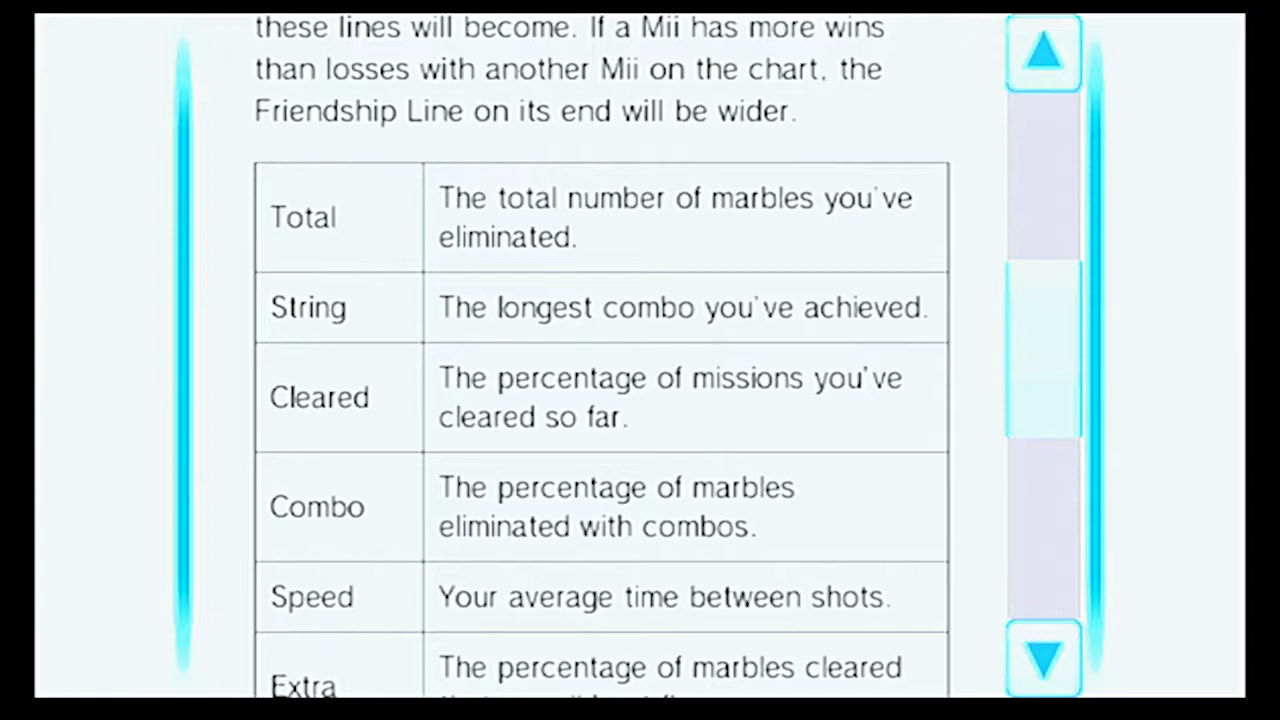 these lines will become. If a Mii has more wins
than losses with another Mii on the chart, the
Friendship Line on its end will be wider.
Total
The total number of marbles you've
eliminated.
String
The longest combo you've achieved.
Cleared
The percentage of missions you've
cleared so far.
Combo
The percentage of marbles
eliminated with combos.
Speed
Your average time between shots.
Extra
The percentage of marbles cleared